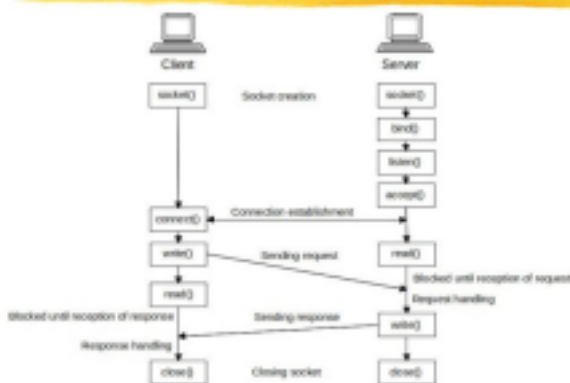 Client Server
socket() Socket creation socket()
bind()
listen()
accept()
connect() Connection establishment
write() Sending request read()
Blocked until reception of request
read() Request handling
Blocked until reception of response Sending response write()
Response handling
close() Closing socket close()